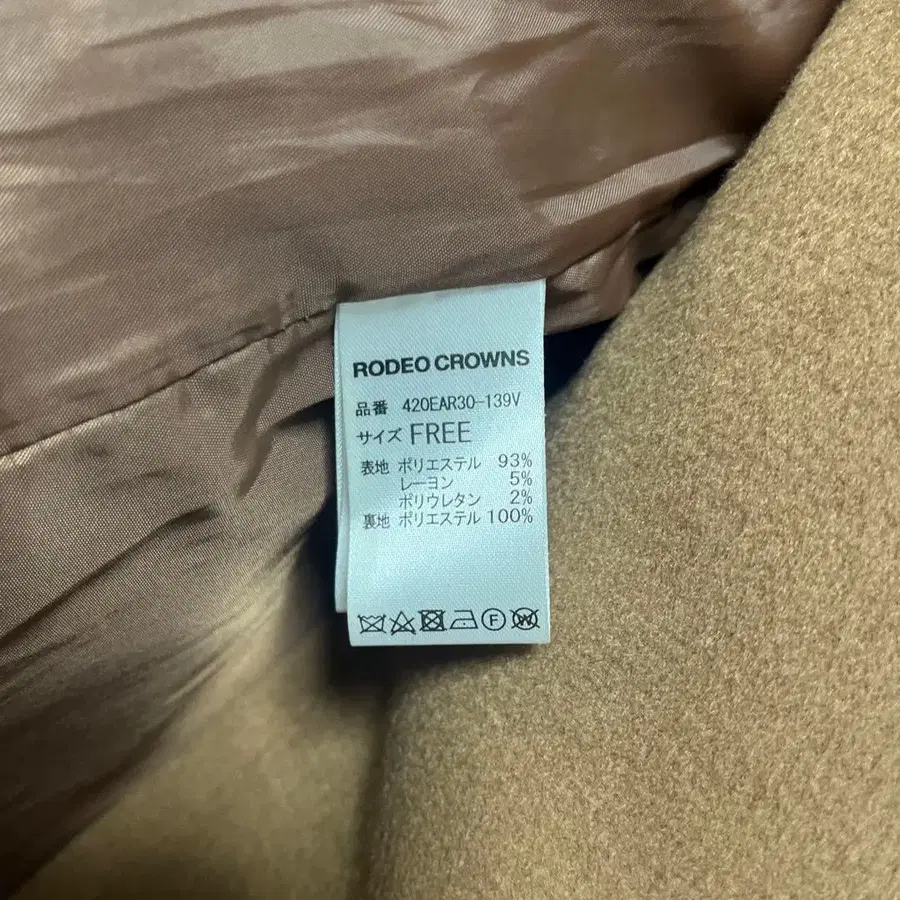 RODEO CROWNS
品番 420EAR30-139V
サイズ FREE
表地 ポリエステル 93%
レーヨン 5%
ポリウレタン 2%
裏地 ポリエステル 100%
F W